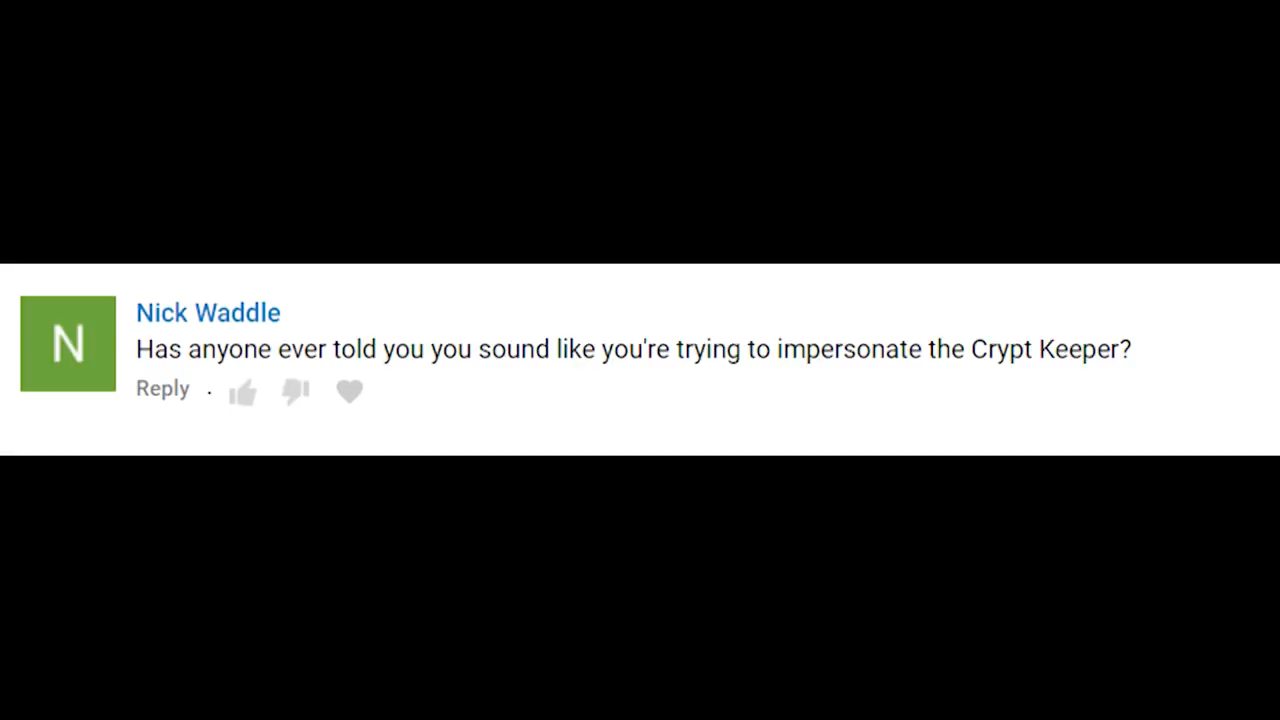 N
Nick Waddle
Has anyone ever told you you sound like you're trying to impersonate the Crypt Keeper?
Reply .